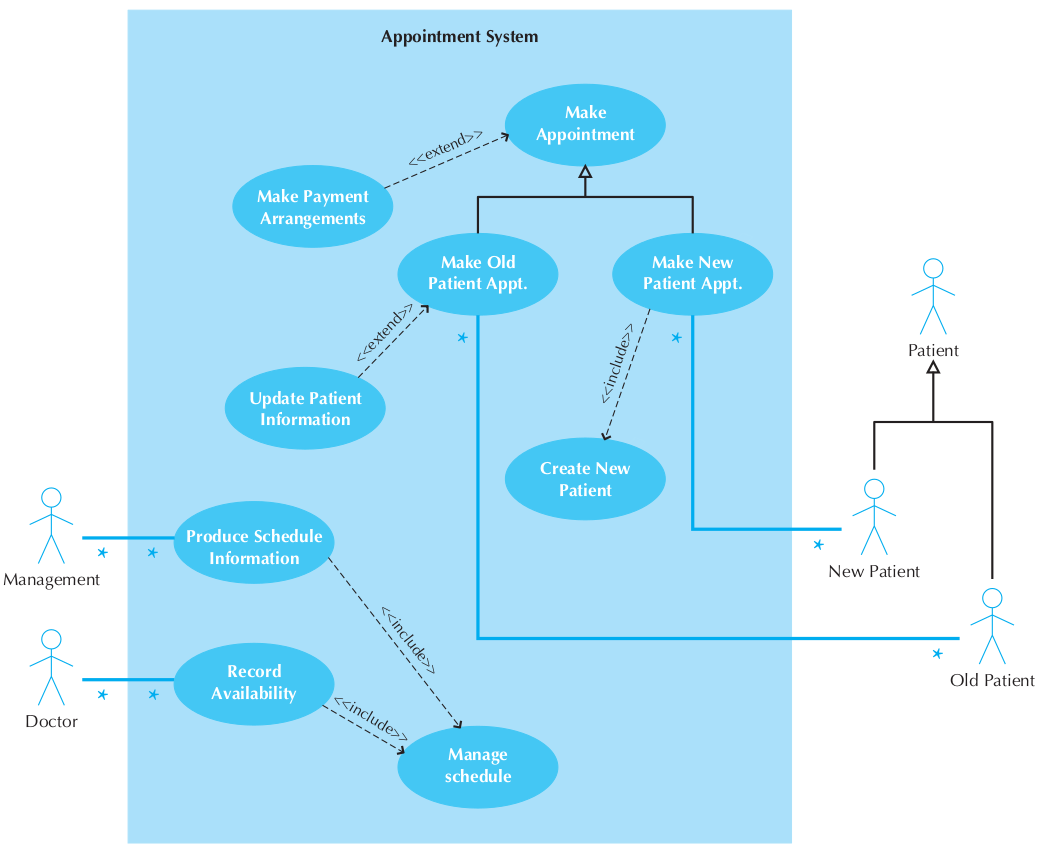 Appointment System
Make
Appointment
<<extend>>
Make Payment
Arrangements
Make Old
Patient Appt.
Make New
Patient Appt.
<<extend>>
*
<<include>>
*
Patient
Update Patient
Information
Create New
Patient
Management
*
*
Produce Schedule
Information
*
New Patient
<<include>>
Doctor
*
*
Record
Availability
*
Old Patient
<<include>>
Manage
schedule